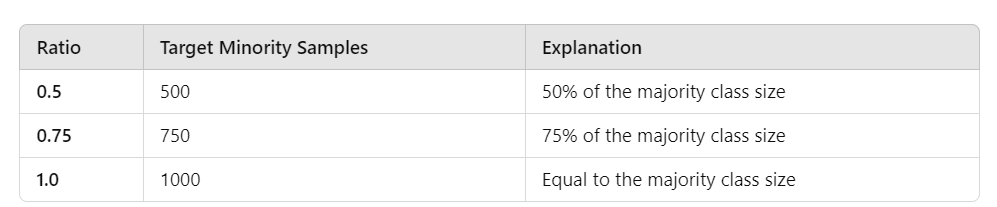 Ratio Target Minority Samples Explanation
0.5 500 50% of the majority class size
0.75 750 75% of the majority class size
1.0 1000 Equal to the majority class size